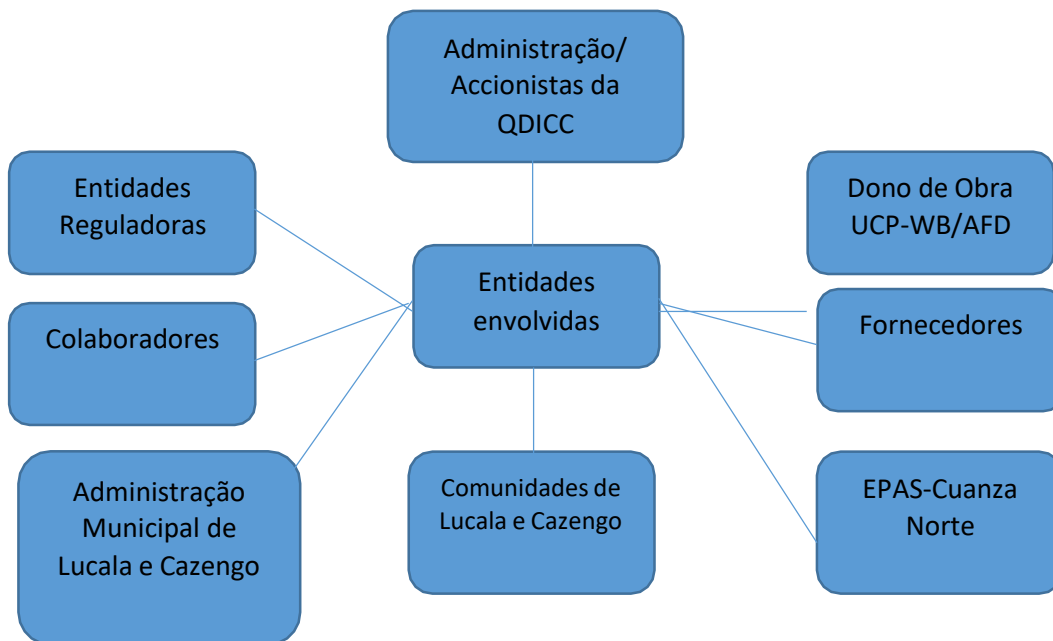 Administração/
Accionistas da
QDICC
Entidades
Reguladoras
Dono de Obra
UCP-WB/AFD
Entidades
envolvidas
Colaboradores
Fornecedores
Administração
Municipal de
Lucala e Cazengo
Comunidades de
Lucala e Cazengo
EPAS-Cuanza
Norte